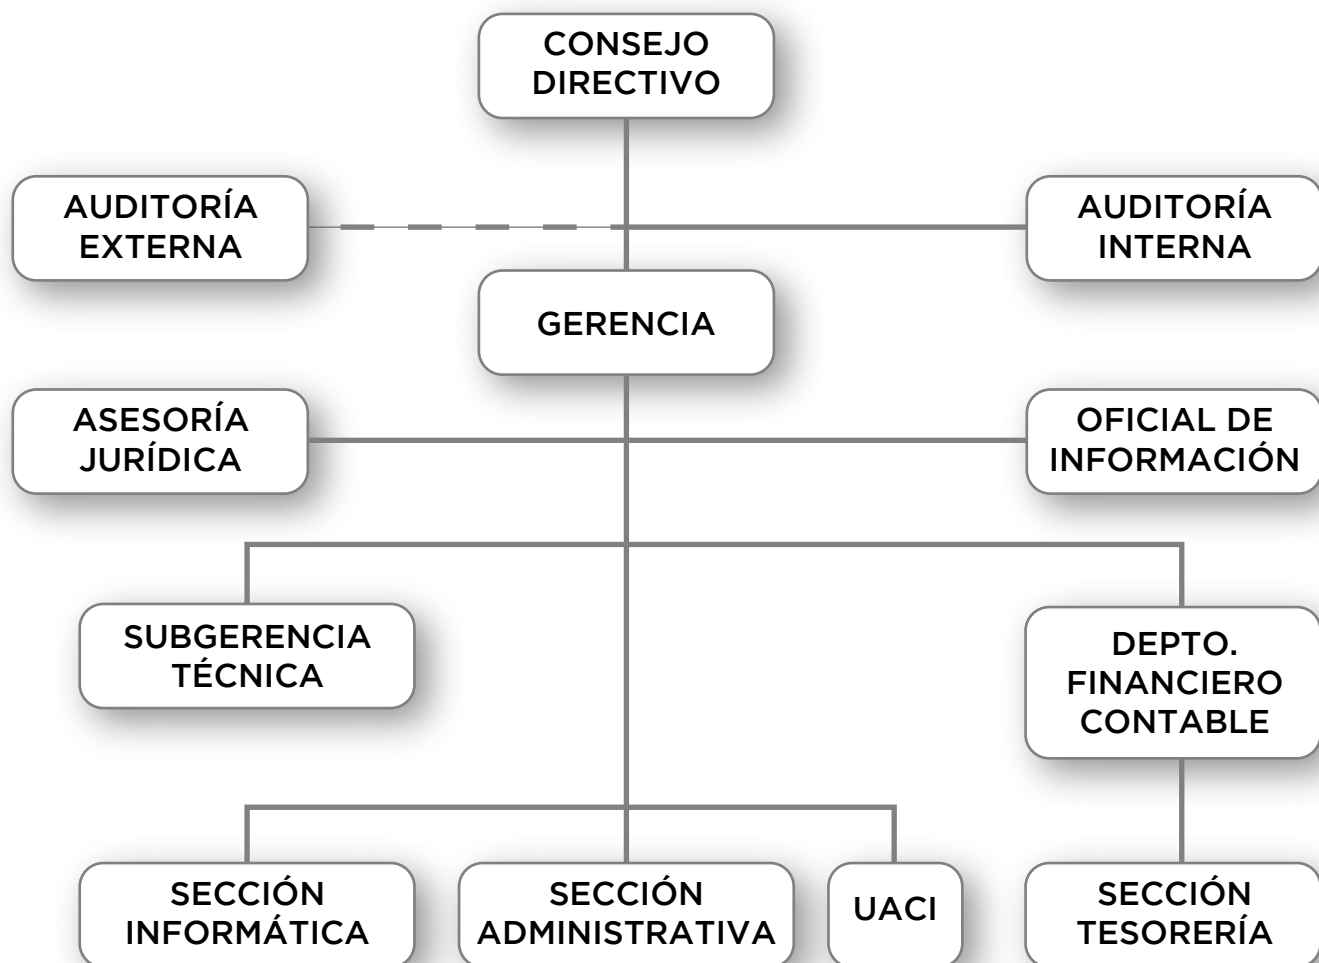 CONSEJO
DIRECTIVO
AUDITORÍA
EXTERNA
AUDITORÍA
INTERNA
GERENCIA
ASESORÍA
JURÍDICA
OFICIAL DE
INFORMACIÓN
SUBGERENCIA
TÉCNICA
DEPTO.
FINANCIERO
CONTABLE
SECCIÓN
INFORMÁTICA
SECCIÓN
ADMINISTRATIVA
UACI
SECCIÓN
TESORERÍA